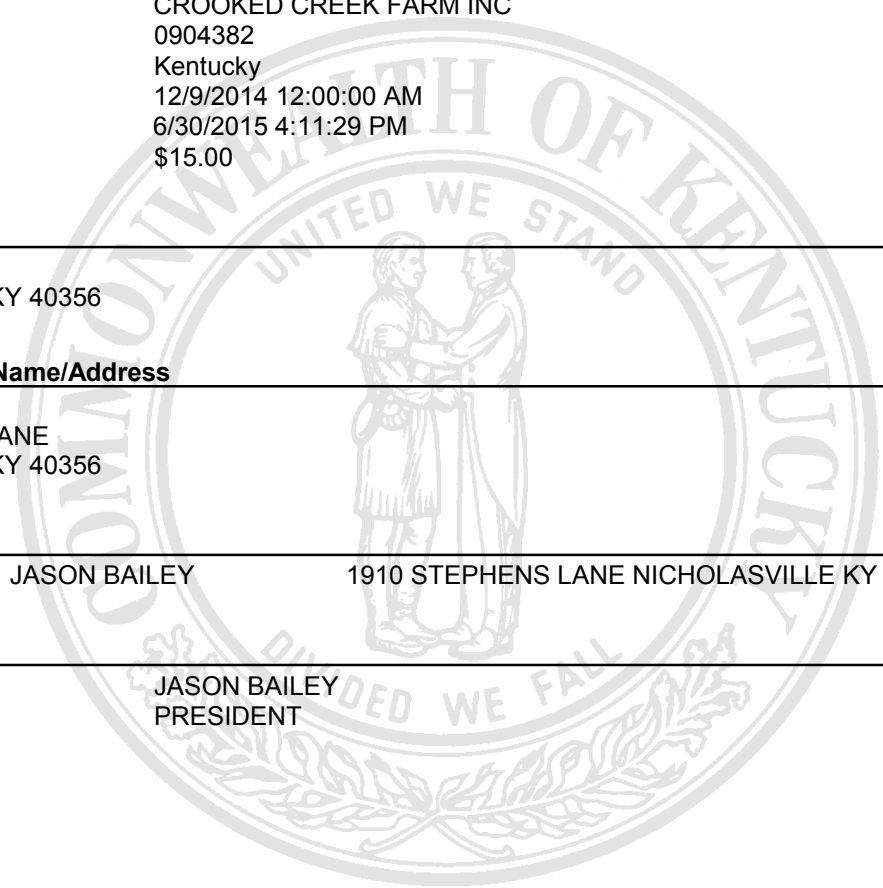 CROOKED CREEK FARM INC
0904382
Kentucky
12/9/2014 12:00:00 AM
6/30/2015 4:11:29 PM
$15.00
KY 40356
Name/Address
ANE
KY 40356
JASON BAILEY 1910 STEPHENS LANE NICHOLASVILLE KY
JASON BAILEY
PRESIDENT
COMMONWEALTH OF KENTUCKY
UNITED WE STAND
DIVIDED WE FALL